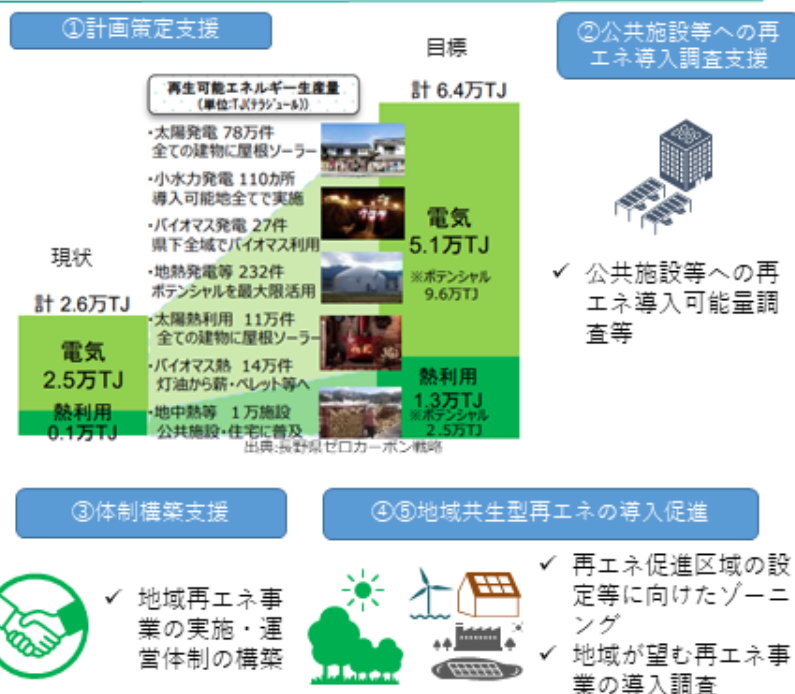 ①計画策定支援
目標
計 6.4万TJ
再生可能エネルギー生産量
(単位:TJ(テラジュール))
・太陽発電 78万件
全ての建物に屋根ソーラー
・小水力発電 110カ所
導入可能地全てで実施
・バイオマス発電 27件
県下全域でバイオマス利用
・地熱発電等 232件
ポテンシャルを最大限活用
・太陽熱利用 11万件
全ての建物に屋根ソーラー
・バイオマス熱 14万件
灯油から薪・ペレット等へ
・地中熱等 1万施設
公共施設・住宅に普及
現状
計 2.6万TJ
電気
2.5万TJ
熱利用
0.1万TJ
電気
5.1万TJ
※ポテンシャル
9.6万TJ
熱利用
1.3万TJ
※ポテンシャル
2.5万TJ
出典:長野県ゼロカーボン戦略
②公共施設等への再
エネ導入調査支援
✓ 公共施設等への再
エネ導入可能量調
査等
③体制構築支援
✓ 地域再エネ事
業の実施・運
営体制の構築
④⑤地域共生型再エネの導入促進
✓ 再エネ促進区域の設
定等に向けたゾーニ
ング
✓ 地域が望む再エネ事
業の導入調査